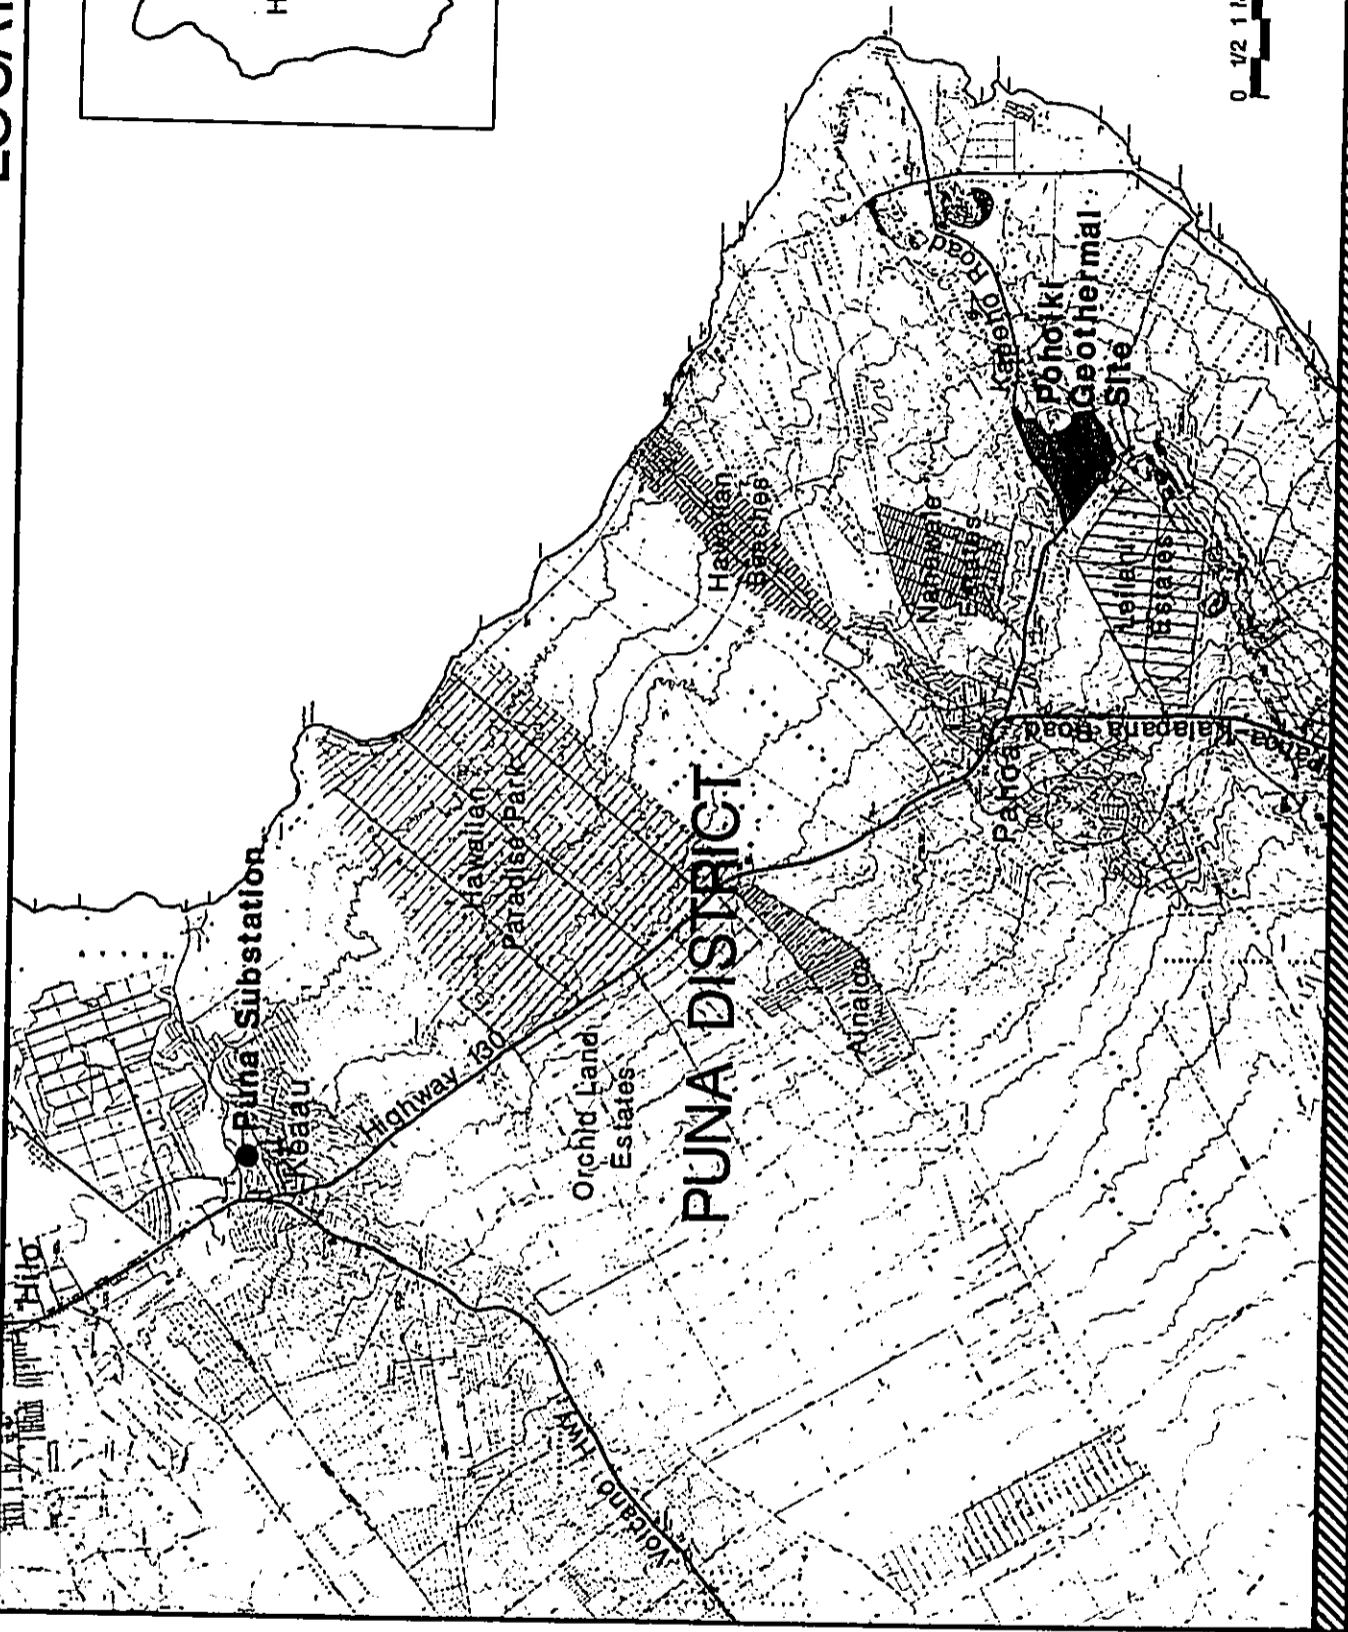 Hilo
Puna Substation
Keaau
Highway 130
Hawaiian
Paradise Park
Orchid Land
Estates
PUNA DISTRICT
Volcano Hwy
Ainaloa
Hawaiian
Beaches
Nanawale
Estates
Pahoa
Kapoho Road
Pohoiki
Geothermal
Site
Leilani
Estates
Pahoa-Kalapana Road
0 1/2 1